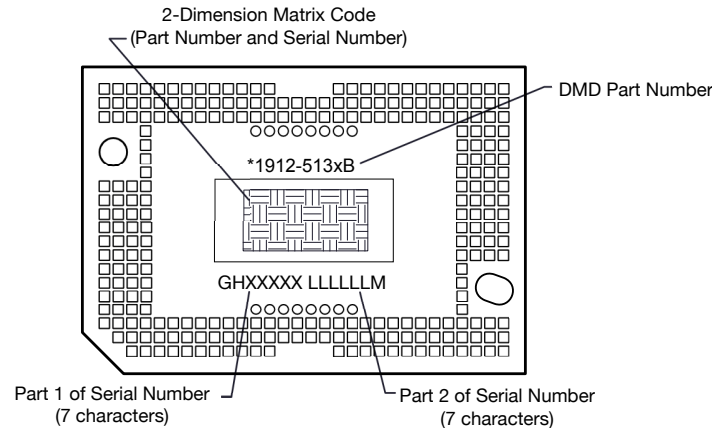 2-Dimension Matrix Code
(Part Number and Serial Number)
DMD Part Number
*1912-513xB
GHXXXXX LLLLLLM
Part 1 of Serial Number
(7 characters)
Part 2 of Serial Number
(7 characters)